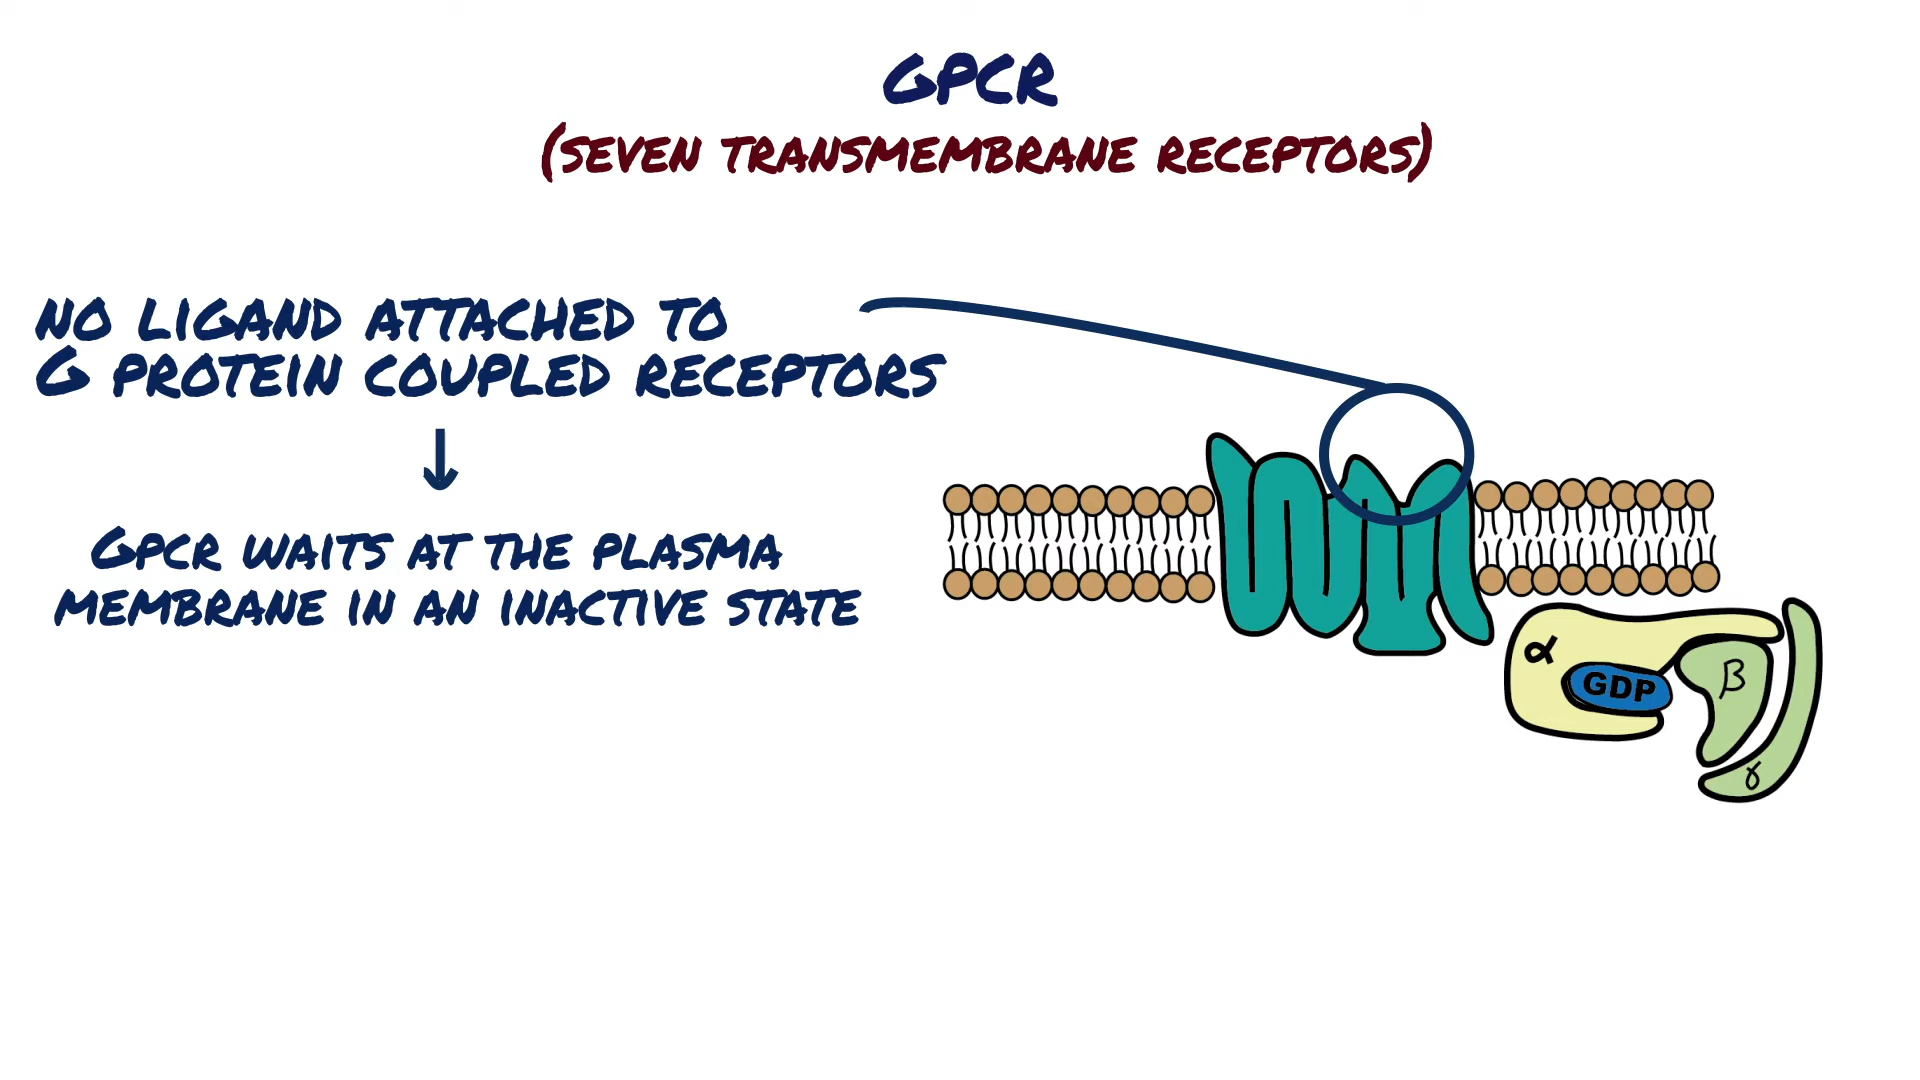 GPCR
(SEVEN TRANSMEMBRANE RECEPTORS)
NO LIGAND ATTACHED TO
G PROTEIN COUPLED RECEPTORS
↓
GPCR WAITS AT THE PLASMA
MEMBRANE IN AN INACTIVE STATE
α
GDP
β
γ